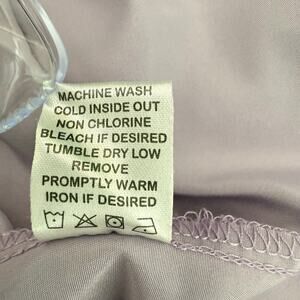 MACHINE WASH
COLD INSIDE OUT
NON CHLORINE
BLEACH IF DESIRED
TUMBLE DRY LOW
REMOVE
PROMPTLY WARM
IRON IF DESIRED